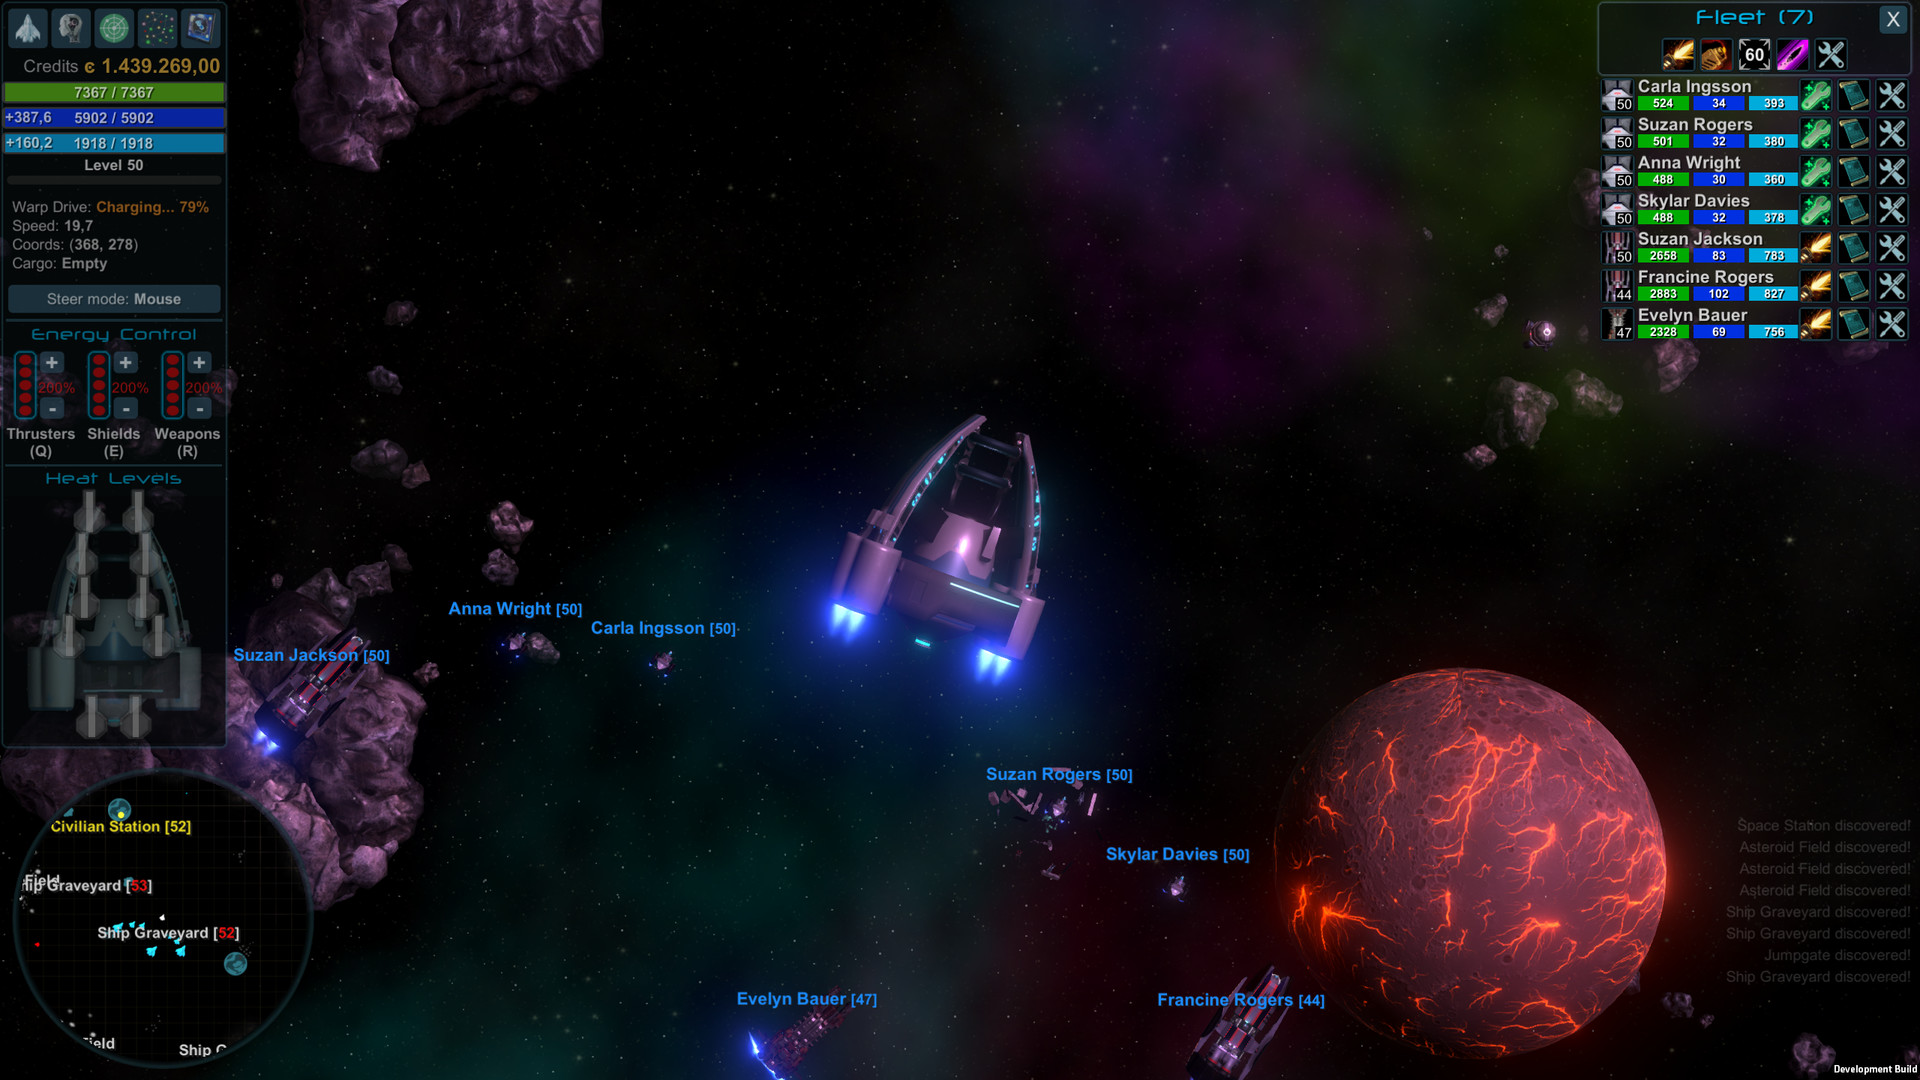 Credits c 1.439.269,00
7367 / 7367
+387,6 5902 / 5902
+160,2 1918 / 1918
Level 50
Warp Drive: Charging... 79%
Speed: 19,7
Coords: (368, 278)
Cargo: Empty
Steer mode: Mouse
Energy Control
+ + +
200% 200% 200%
- - -
Thrusters Shields Weapons
(Q) (E) (R)
Heat Levels
Civilian Station [52]
Field
hip Graveyard [53]
Ship Graveyard [52]
ield
Ship G
Anna Wright [50]
Carla Ingsson [50]
Suzan Jackson [50]
Suzan Rogers [50]
Skylar Davies [50]
Evelyn Bauer [47]
Francine Rogers [44]
Fleet (7)
X
60
Carla Ingsson
50 524 34 393
Suzan Rogers
50 501 32 380
Anna Wright
50 488 30 360
Skylar Davies
50 488 32 378
Suzan Jackson
50 2658 83 783
Francine Rogers
44 2883 102 827
Evelyn Bauer
47 2328 69 756
Space Station discovered!
Asteroid Field discovered!
Asteroid Field discovered!
Asteroid Field discovered!
Ship Graveyard discovered!
Ship Graveyard discovered!
Jumpgate discovered!
Ship Graveyard discovered!
Development Build